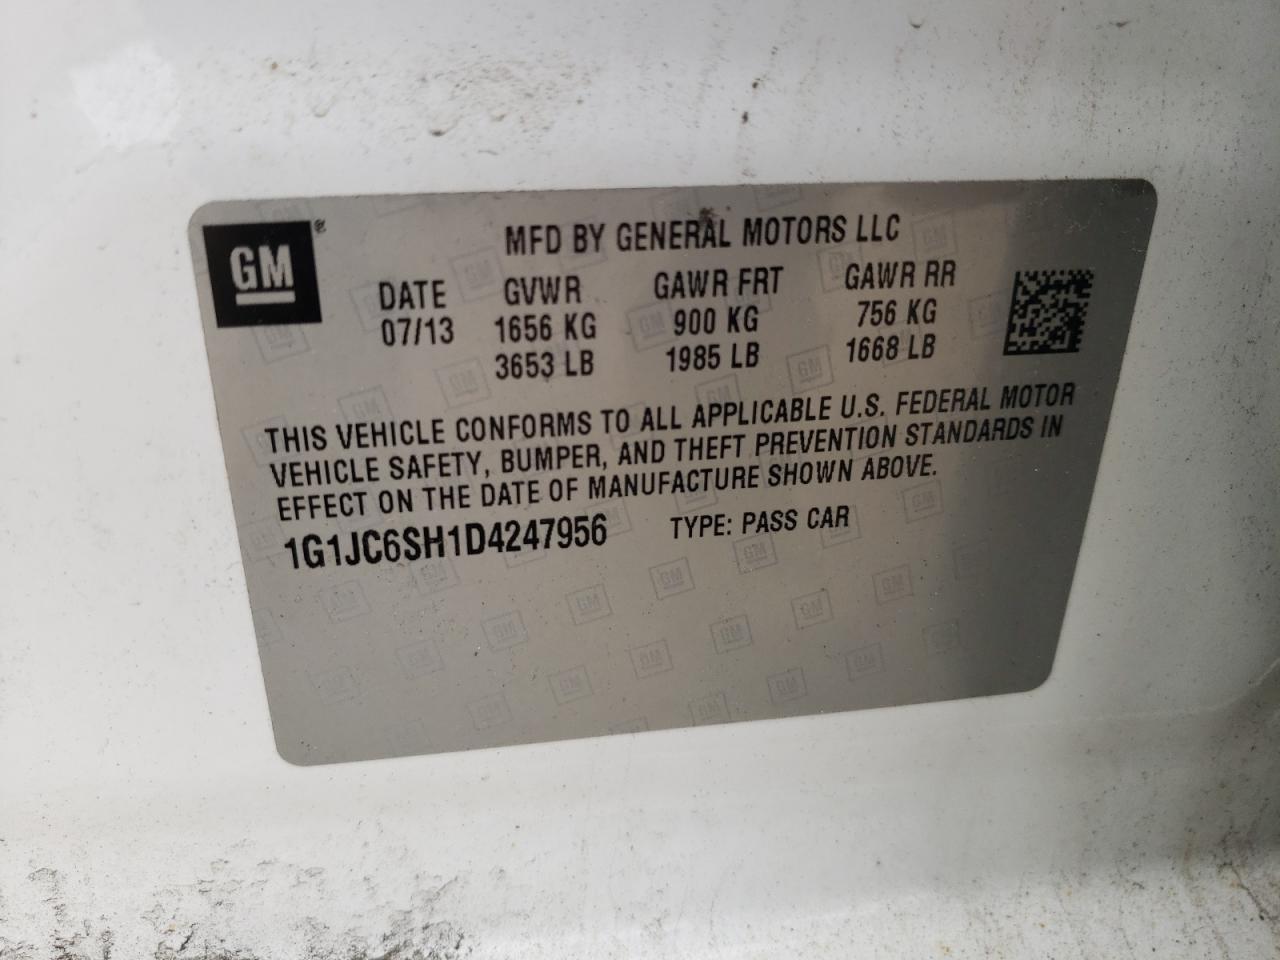 GM ®
MFD BY GENERAL MOTORS LLC
DATE GVWR GAWR FRT GAWR RR
07/13 1656 KG 900 KG 756 KG
3653 LB 1985 LB 1668 LB
THIS VEHICLE CONFORMS TO ALL APPLICABLE U.S. FEDERAL MOTOR
VEHICLE SAFETY, BUMPER, AND THEFT PREVENTION STANDARDS IN
EFFECT ON THE DATE OF MANUFACTURE SHOWN ABOVE.
1G1JC6SH1D4247956 TYPE: PASS CAR